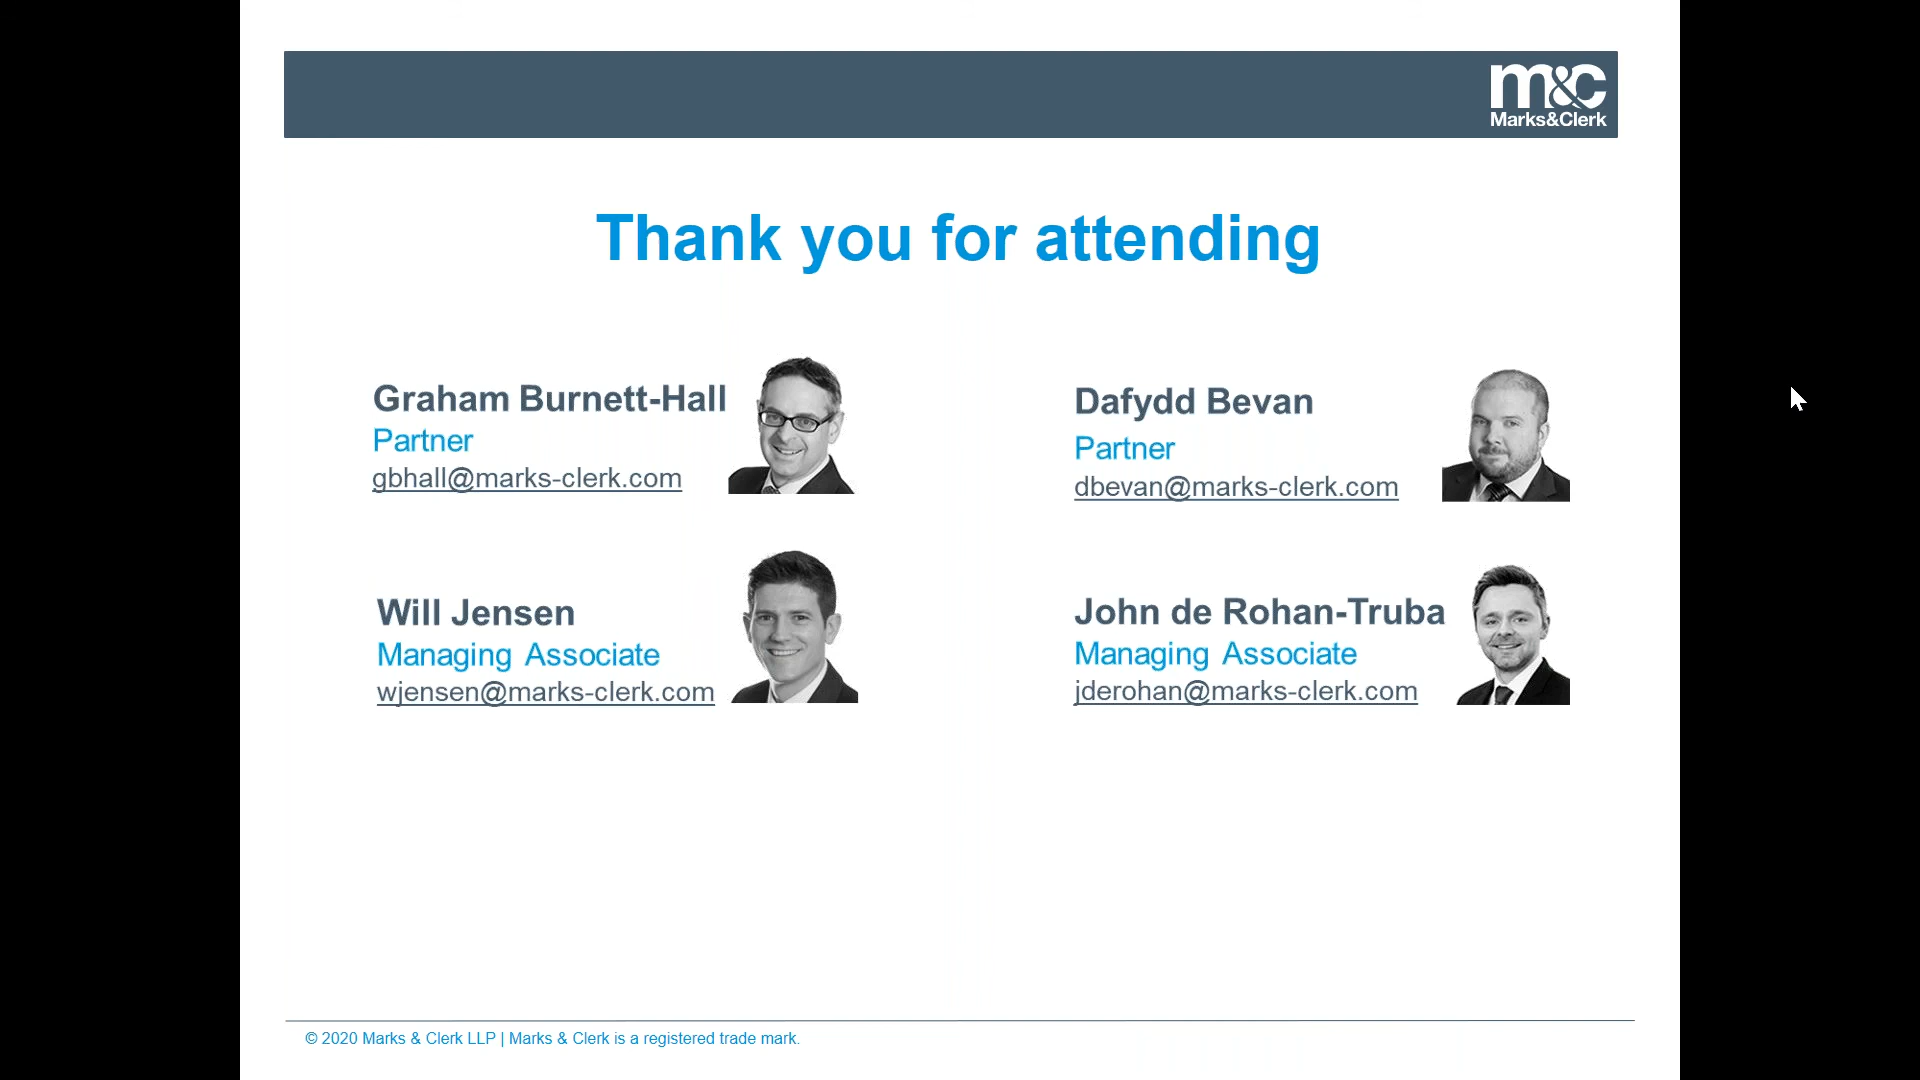 m&c
Marks&Clerk
Thank you for attending
Graham Burnett-Hall
Partner
gbhall@marks-clerk.com
Dafydd Bevan
Partner
dbevan@marks-clerk.com
Will Jensen
Managing Associate
wjensen@marks-clerk.com
John de Rohan-Truba
Managing Associate
jderohan@marks-clerk.com
© 2020 Marks & Clerk LLP | Marks & Clerk is a registered trade mark.